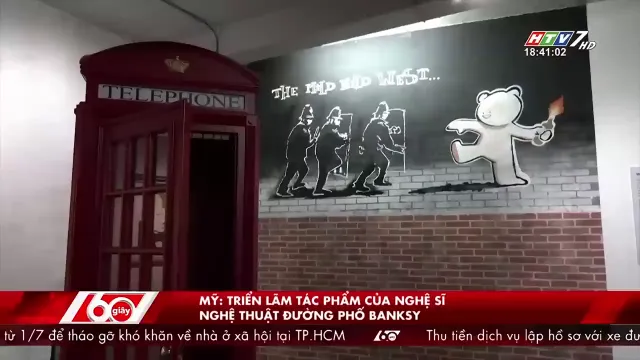 HTV7 HD
18:41:02
THE MILD MILD WEST...
TELEPHONE
60 giây
MỸ: TRIỂN LÃM TÁC PHẨM CỦA NGHỆ SĨ
NGHỆ THUẬT ĐƯỜNG PHỐ BANKSY
từ 1/7 để tháo gỡ khó khăn về nhà ở xã hội tại TP.HCM
Thu tiền dịch vụ lập hồ sơ với xe đạp